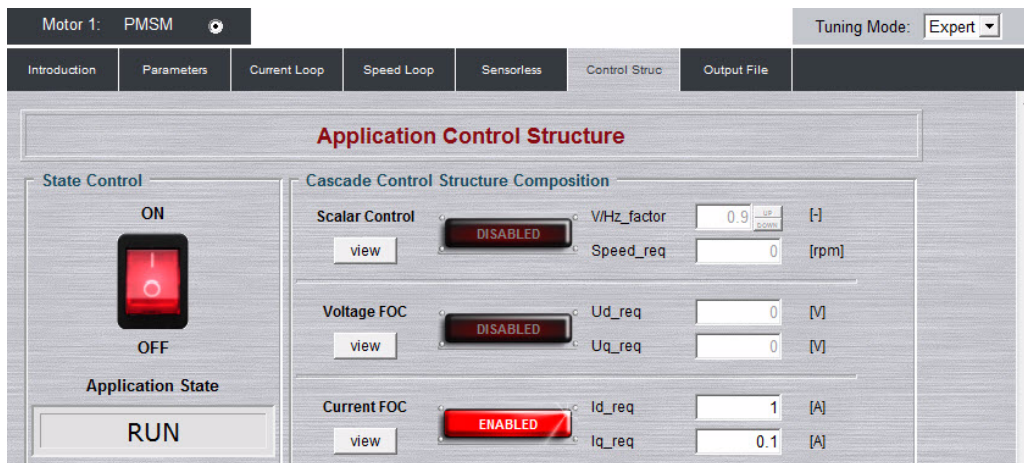 Motor 1: PMSM Tuning Mode: Expert
Introduction Parameters Current Loop Speed Loop Sensorless Control Struc Output File
Application Control Structure
State Control
ON
OFF
Application State
RUN
Cascade Control Structure Composition
Scalar Control DISABLED V/Hz_factor 0.9 UP DOWN [-]
view Speed_req 0 [rpm]
Voltage FOC DISABLED Ud_req 0 [V]
view Uq_req 0 [V]
Current FOC ENABLED Id_req 1 [A]
view Iq_req 0.1 [A]